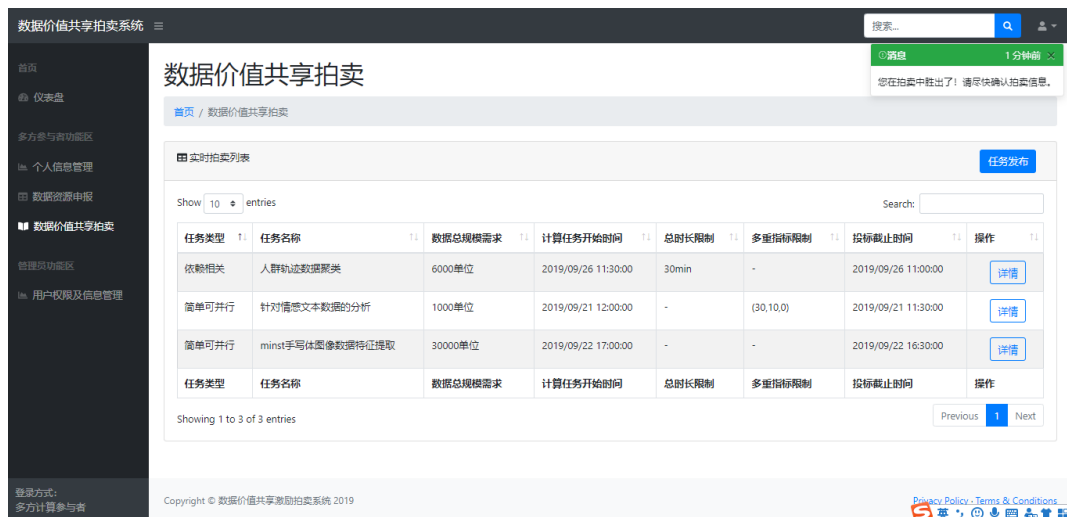 数据价值共享拍卖系统
搜索...
消息 1 分钟前 ×
您在拍卖中胜出了！请尽快确认拍卖信息。
首页
仪表盘
多方参与者功能区
个人信息管理
数据资源申报
数据价值共享拍卖
管理员功能区
用户权限及信息管理
登录方式：
多方计算参与者
数据价值共享拍卖
首页 / 数据价值共享拍卖
实时拍卖列表
任务发布
Show 10 entries
Search:
任务类型 任务名称 数据总规模需求 计算任务开始时间 总时长限制 多重指标限制 投标截止时间 操作
依赖相关 人群轨迹数据聚类 6000单位 2019/09/26 11:30:00 30min - 2019/09/26 11:00:00 详情
简单可并行 针对情感文本数据的分析 1000单位 2019/09/21 12:00:00 - (30,10,0) 2019/09/21 11:30:00 详情
简单可并行 minst手写体图像数据特征提取 30000单位 2019/09/22 17:00:00 - - 2019/09/22 16:30:00 详情
任务类型 任务名称 数据总规模需求 计算任务开始时间 总时长限制 多重指标限制 投标截止时间 操作
Showing 1 to 3 of 3 entries
Previous 1 Next
Copyright © 数据价值共享激励拍卖系统 2019
Privacy Policy · Terms & Conditions
英